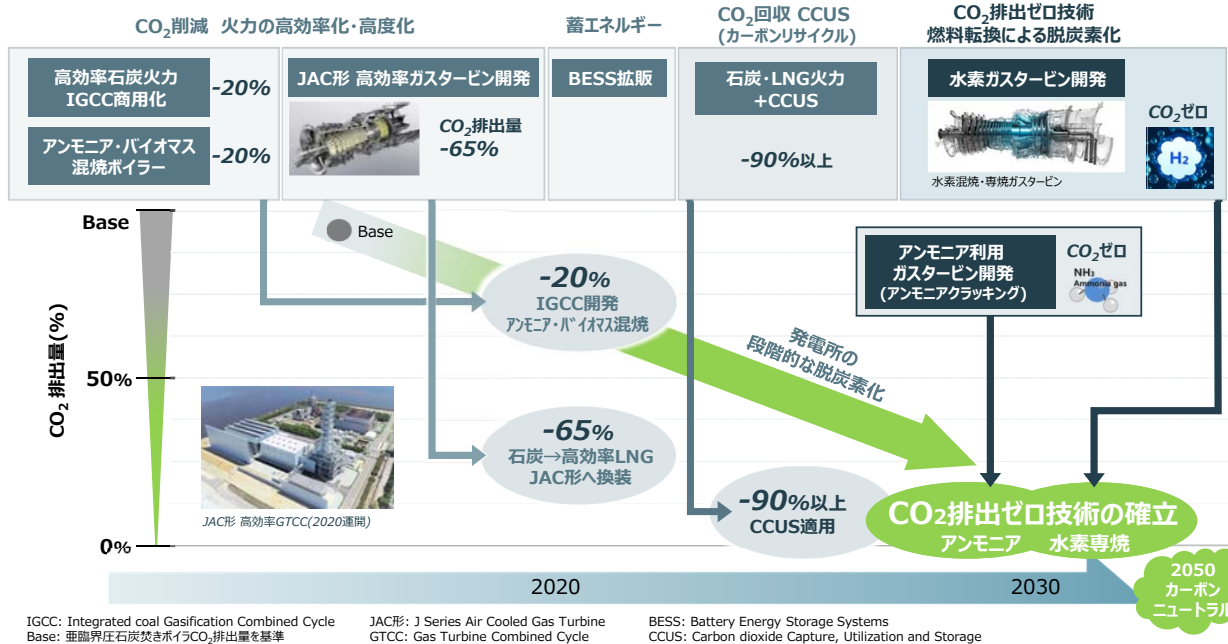 CO₂削減 火力の高効率化・高度化
蓄エネルギー
CO₂回収 CCUS
(カーボンリサイクル)
CO₂排出ゼロ技術
燃料転換による脱炭素化
高効率石炭火力
IGCC商用化
-20%
アンモニア・バイオマス
混焼ボイラー
-20%
JAC形 高効率ガスタービン開発
CO₂排出量
-65%
BESS拡販
石炭・LNG火力
+CCUS
-90%以上
水素ガスタービン開発
水素混焼・専焼ガスタービン
CO₂ゼロ
H₂
Base
50%
0%
CO₂ 排出量(%)
Base
-20%
IGCC開発
アンモニア・バイオマス混焼
アンモニア利用
ガスタービン開発
(アンモニアクラッキング)
CO₂ゼロ
NH₃
Ammonia gas
発電所の
段階的な脱炭素化
JAC形 高効率GTCC(2020運開)
-65%
石炭→高効率LNG
JAC形へ換装
-90%以上
CCUS適用
CO₂排出ゼロ技術の確立
アンモニア 水素専焼
2020
2030
2050
カーボン
ニュートラル
IGCC: Integrated coal Gasification Combined Cycle
Base: 亜臨界圧石炭焚きボイラCO₂排出量を基準
JAC形: J Series Air Cooled Gas Turbine
GTCC: Gas Turbine Combined Cycle
BESS: Battery Energy Storage Systems
CCUS: Carbon dioxide Capture, Utilization and Storage